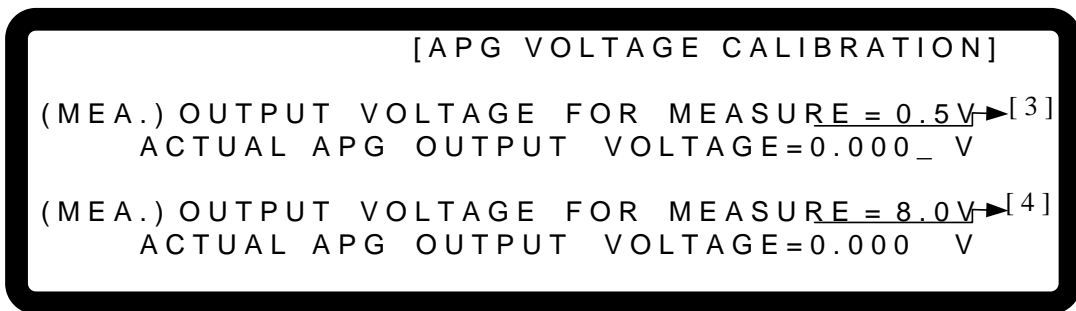 [APG VOLTAGE CALIBRATION]
(MEA.) OUTPUT VOLTAGE FOR MEASURE = 0.5V [3]
ACTUAL APG OUTPUT VOLTAGE=0.000_ V
(MEA.) OUTPUT VOLTAGE FOR MEASURE = 8.0V [4]
ACTUAL APG OUTPUT VOLTAGE=0.000 V